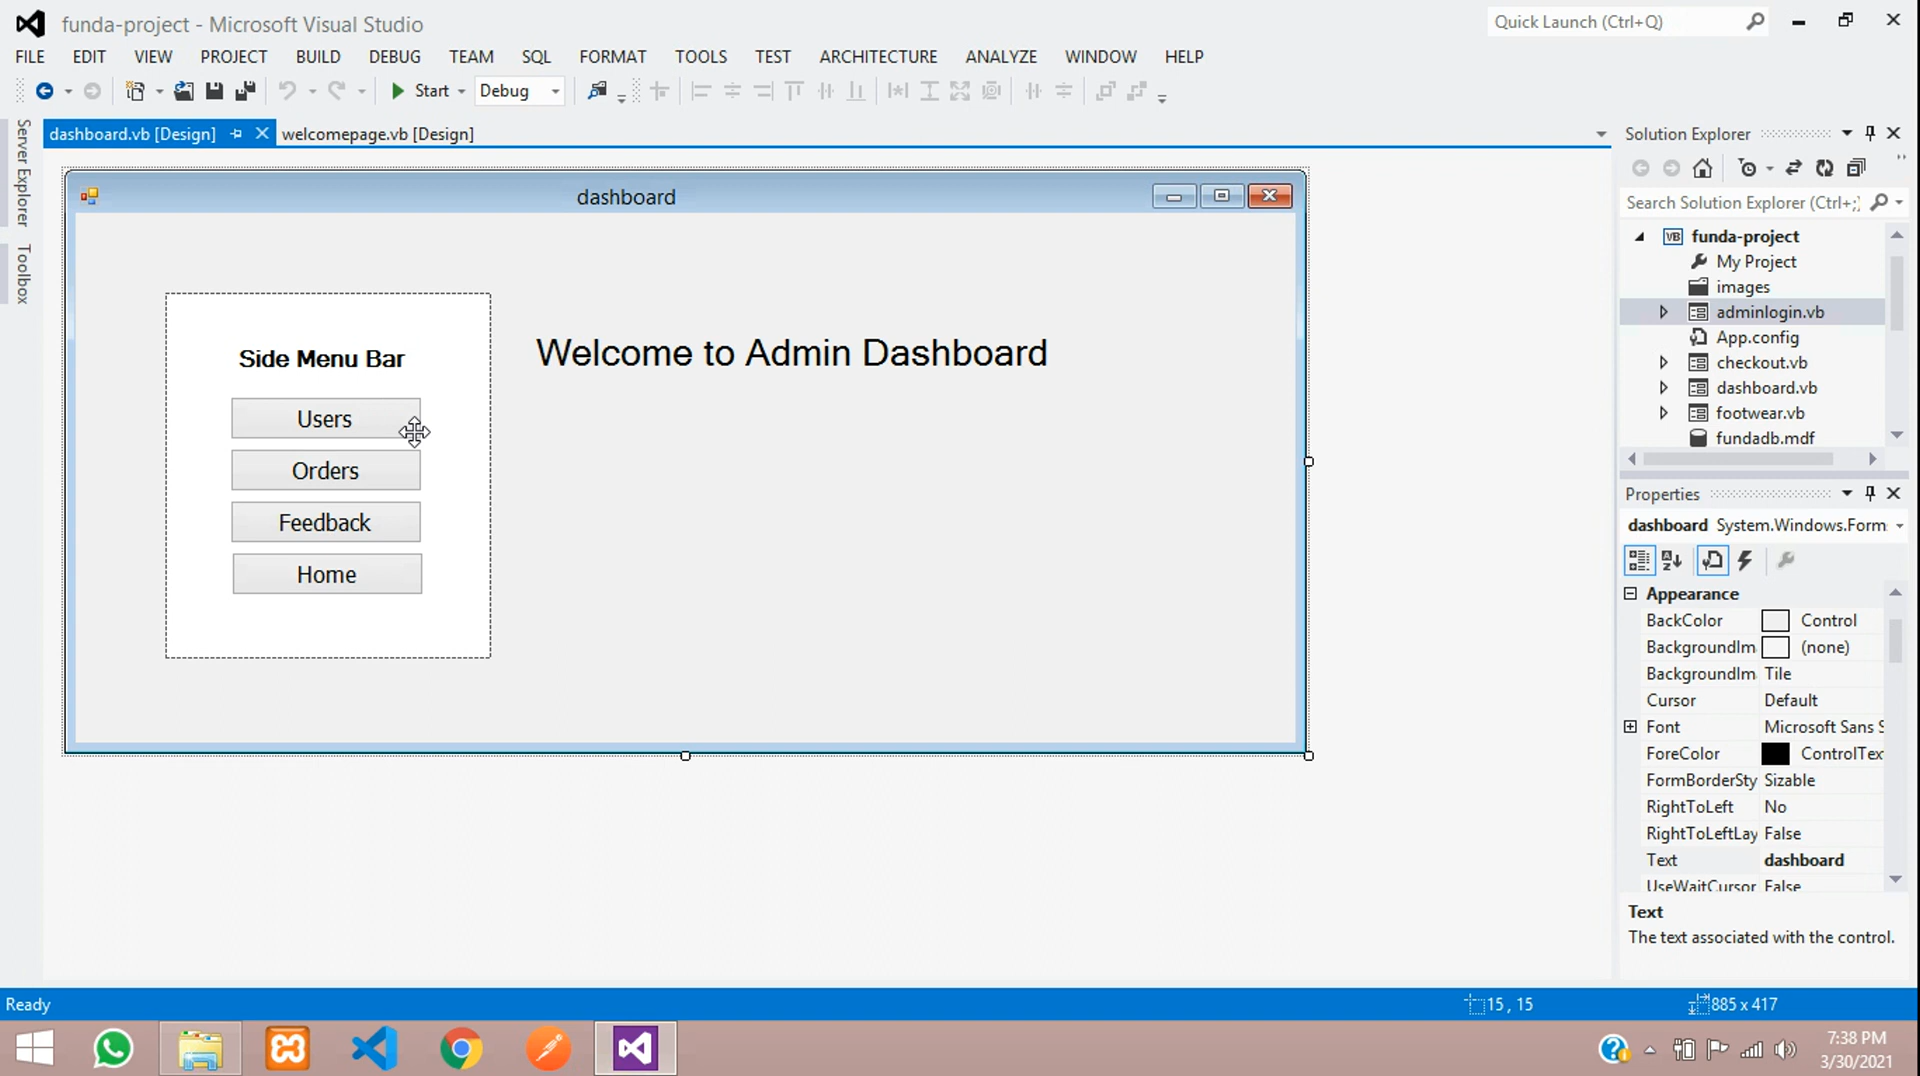 funda-project - Microsoft Visual Studio
Quick Launch (Ctrl+Q)
FILE EDIT VIEW PROJECT BUILD DEBUG TEAM SQL FORMAT TOOLS TEST ARCHITECTURE ANALYZE WINDOW HELP
Start Debug
Server Explorer
Toolbox
dashboard.vb [Design] welcomepage.vb [Design]
dashboard
Side Menu Bar
Users
Orders
Feedback
Home
Welcome to Admin Dashboard
Solution Explorer
Search Solution Explorer (Ctrl+;)
VB funda-project
My Project
images
adminlogin.vb
App.config
checkout.vb
dashboard.vb
footwear.vb
fundadb.mdf
Properties
dashboard System.Windows.Form
Appearance
BackColor Control
BackgroundIm (none)
BackgroundIm Tile
Cursor Default
Font Microsoft Sans S
ForeColor ControlTex
FormBorderSty Sizable
RightToLeft No
RightToLeftLay False
Text dashboard
UseWaitCursor False
Text
The text associated with the control.
Ready
15 , 15
885 x 417
7:38 PM
3/30/2021